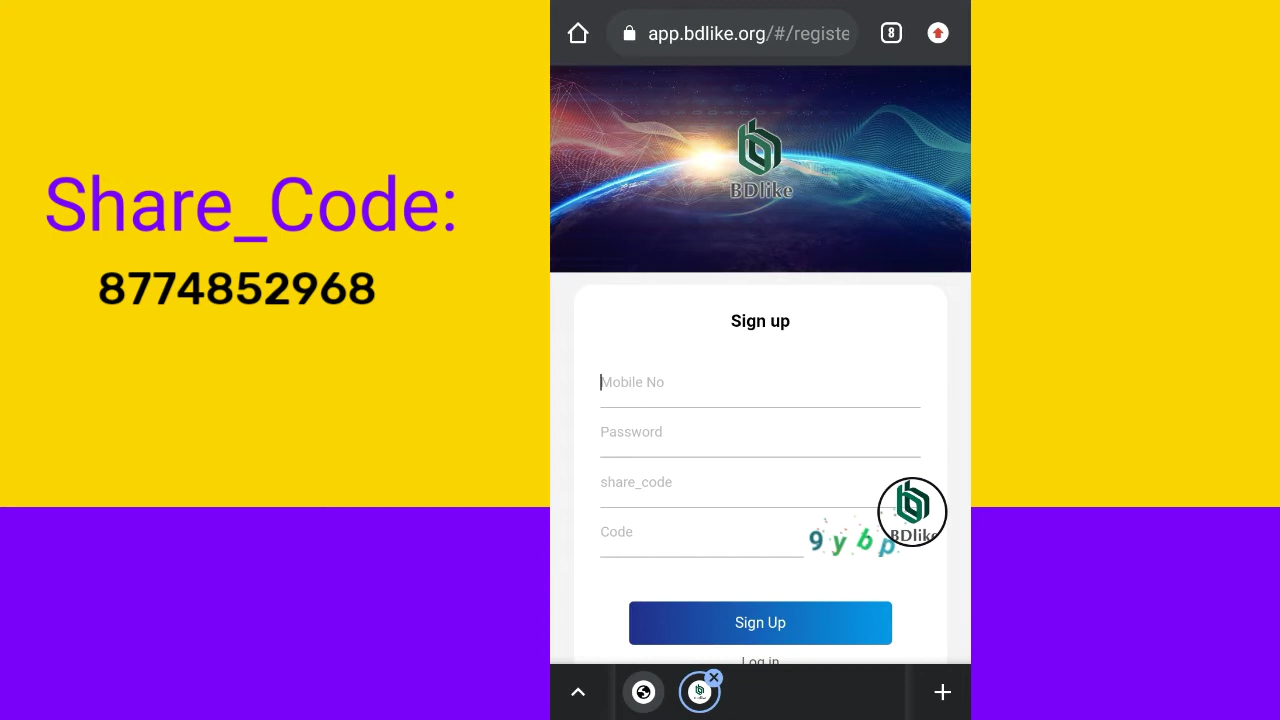 Share_Code:
8774852968
app.bdlike.org/#/registe
8
BDlike
Sign up
Mobile No
Password
share_code
Code
9ybp
BDlike
Sign Up
Log in